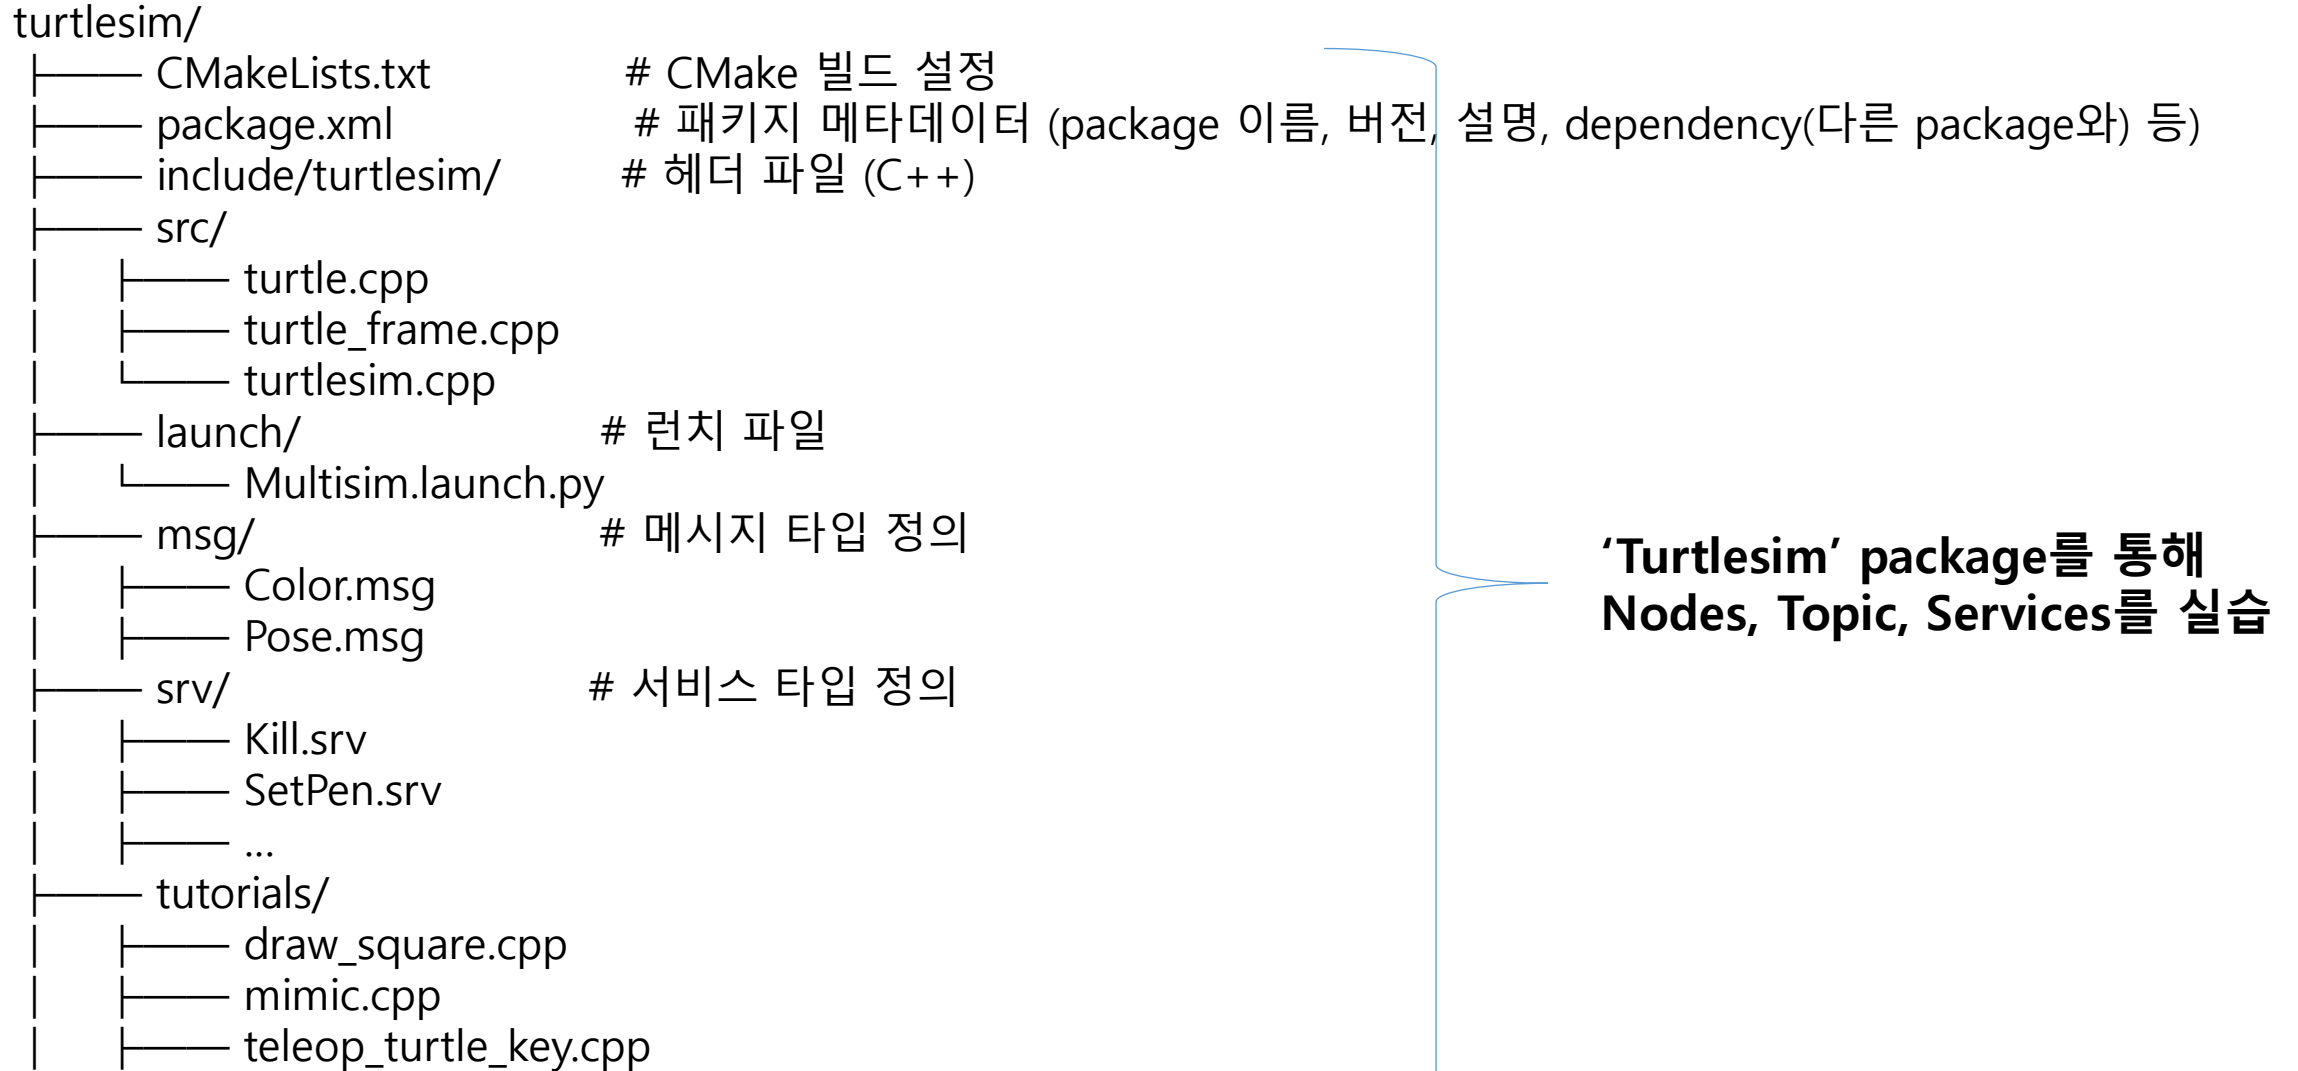 turtlesim/
├── CMakeLists.txt # CMake 빌드 설정
├── package.xml # 패키지 메타데이터 (package 이름, 버전, 설명, dependency(다른 package와) 등)
├── include/turtlesim/ # 헤더 파일 (C++)
├── src/
│ ├── turtle.cpp
│ ├── turtle_frame.cpp
│ └── turtlesim.cpp
├── launch/ # 런치 파일
│ └── Multisim.launch.py
├── msg/ # 메시지 타입 정의
│ ├── Color.msg
│ ├── Pose.msg
├── srv/ # 서비스 타입 정의
│ ├── Kill.srv
│ ├── SetPen.srv
│ ├── ...
├── tutorials/
│ ├── draw_square.cpp
│ ├── mimic.cpp
│ ├── teleop_turtle_key.cpp
‘Turtlesim’ package를 통해
Nodes, Topic, Services를 실습